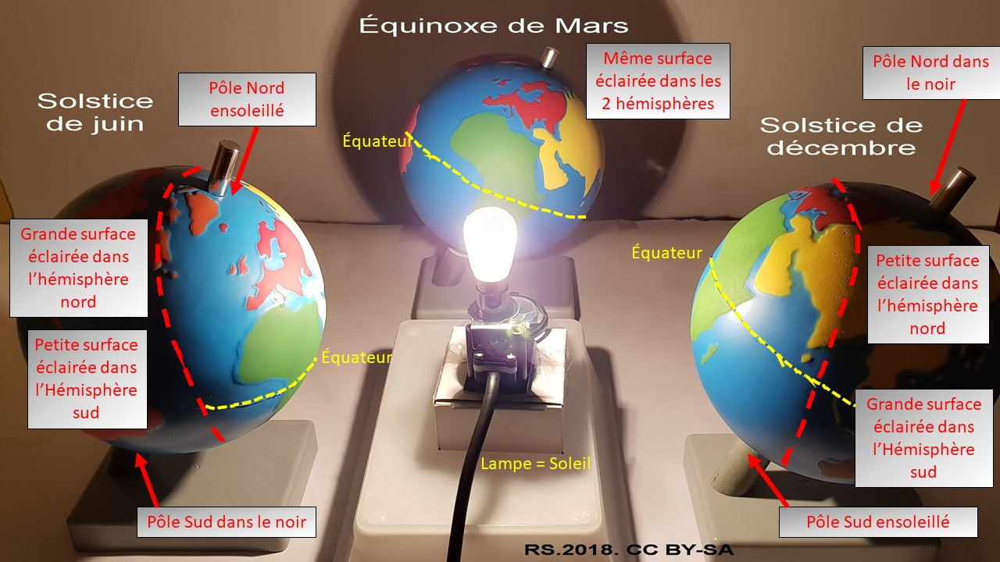 Équinoxe de Mars
Même surface
éclairée dans les
2 hémisphères
Pôle Nord dans
le noir
Pôle Nord
ensoleillé
Solstice
de juin
Solstice de
décembre
Équateur
Grande surface
éclairée dans
l’hémisphère
nord
Équateur
Petite surface
éclairée dans
l’hémisphère
nord
Petite surface
éclairée dans
l’Hémisphère
sud
Équateur
Grande surface
éclairée dans
l’Hémisphère
sud
Lampe = Soleil
Pôle Sud dans le noir
Pôle Sud ensoleillé
RS.2018. CC BY-SA